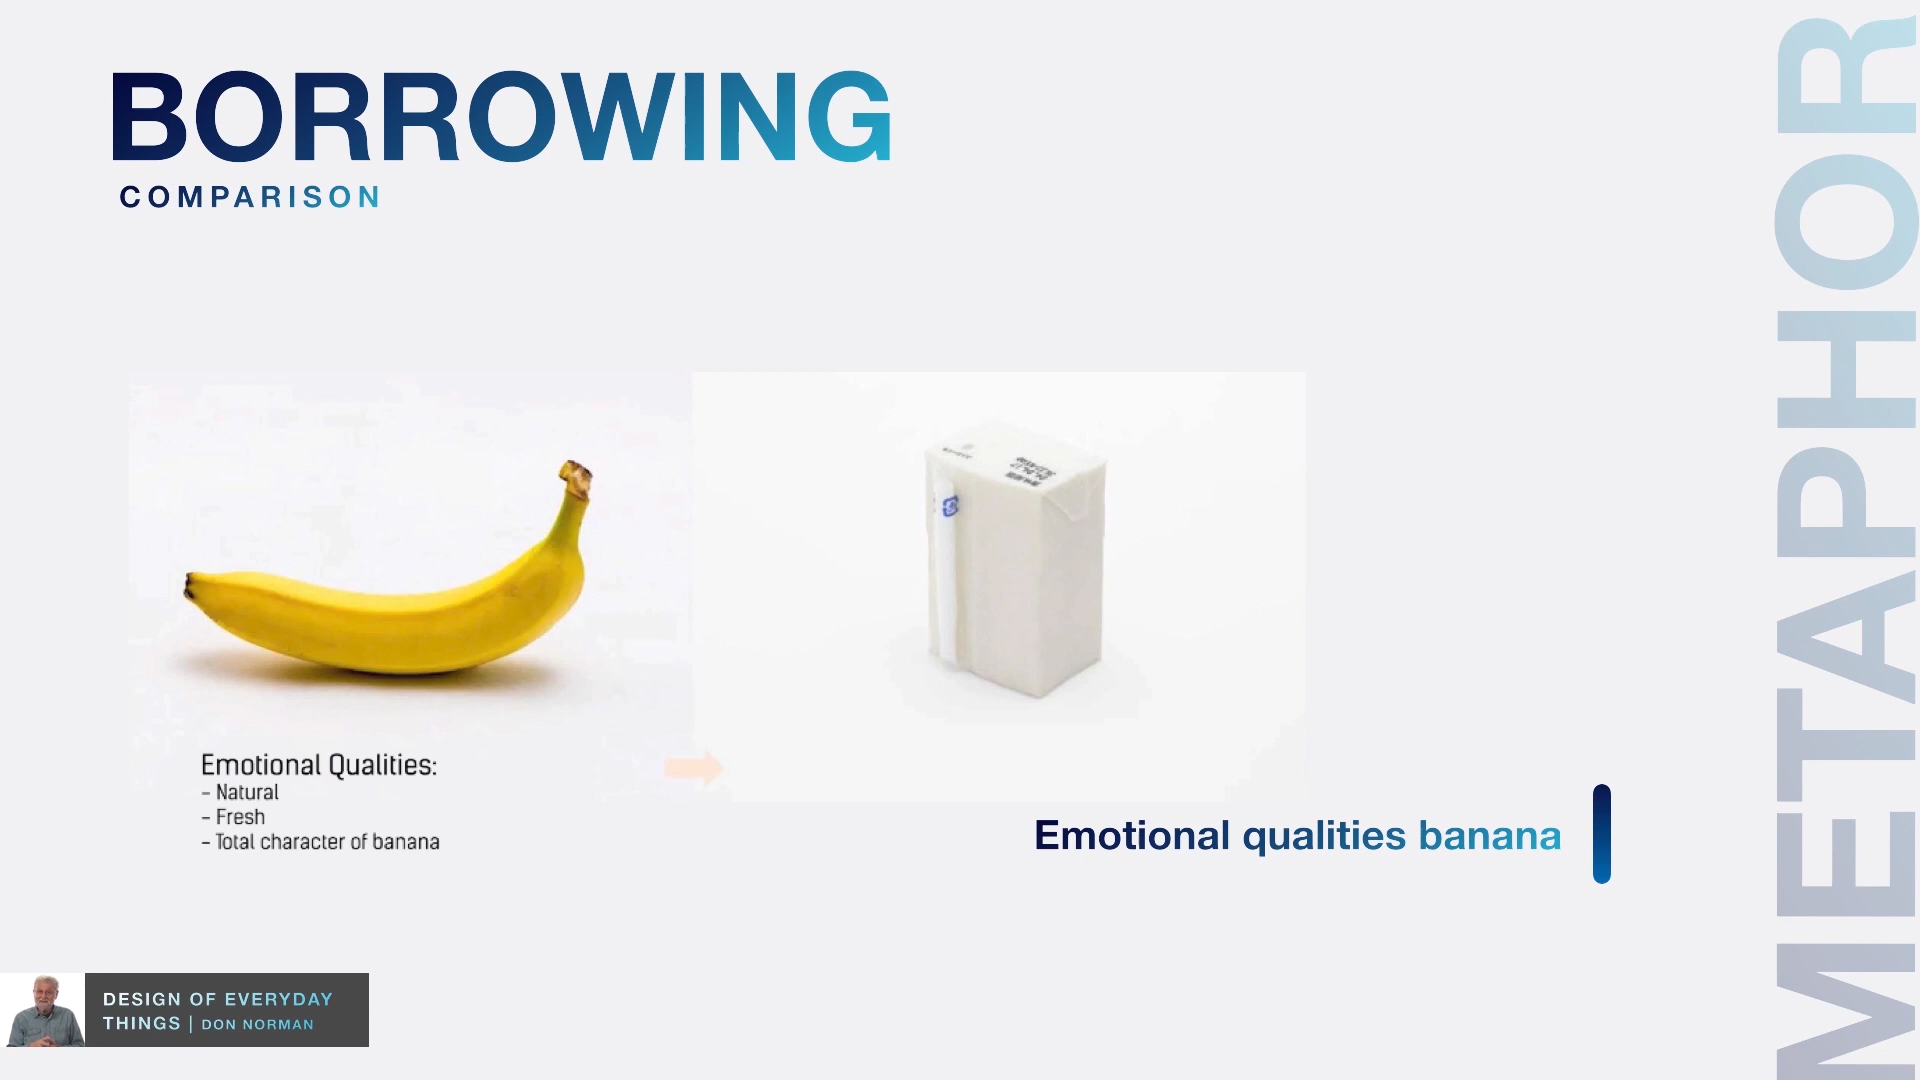 BORROWING
COMPARISON
METAPHOR
Emotional Qualities:
- Natural
- Fresh
- Total character of banana
Emotional qualities banana
DESIGN OF EVERYDAY
THINGS | DON NORMAN